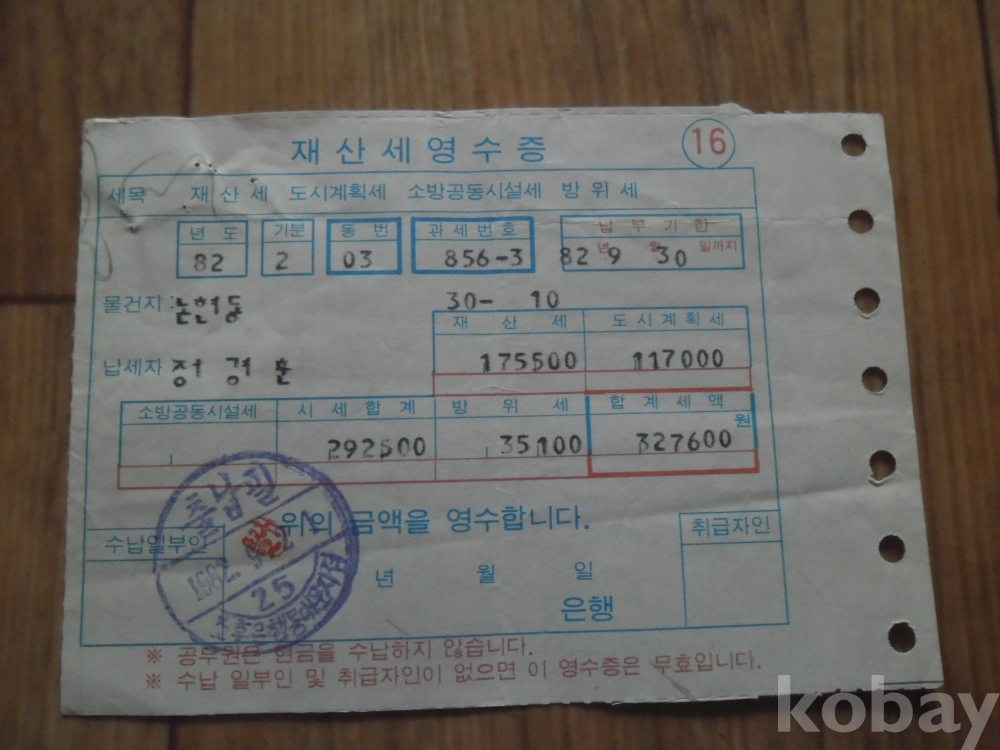 재산세영수증 16
세목 재산세 도시계획세 소방공동시설세 방위세
년도 기분 동번 과세번호 납부기한
년 월 일까지
82 2 03 856-3 82 9 30
물건지 : 논현동 30- 10
재산세 도시계획세
납세자 정경훈 175500 117000
소방공동시설세 시세합계 방위세 합계세액
원
292500 35100 327600
출납필
위의 금액을 영수합니다.
수납일부인 취급자인
1982.
25
년 월 일
은행
※ 공무원은 현금을 수납하지 않습니다.
※ 수납 일부인 및 취급자인이 없으면 이 영수증은 무효입니다.
kobay